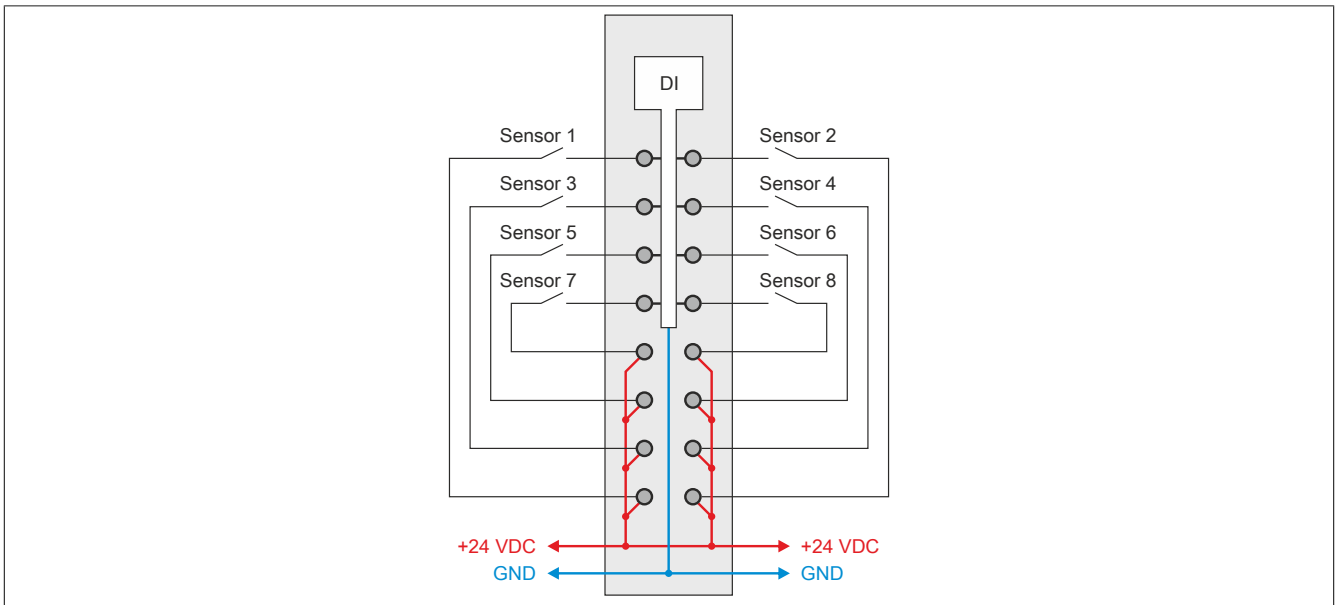 DI
Sensor 1
Sensor 2
Sensor 3
Sensor 4
Sensor 5
Sensor 6
Sensor 7
Sensor 8
+24 VDC
+24 VDC
GND
GND